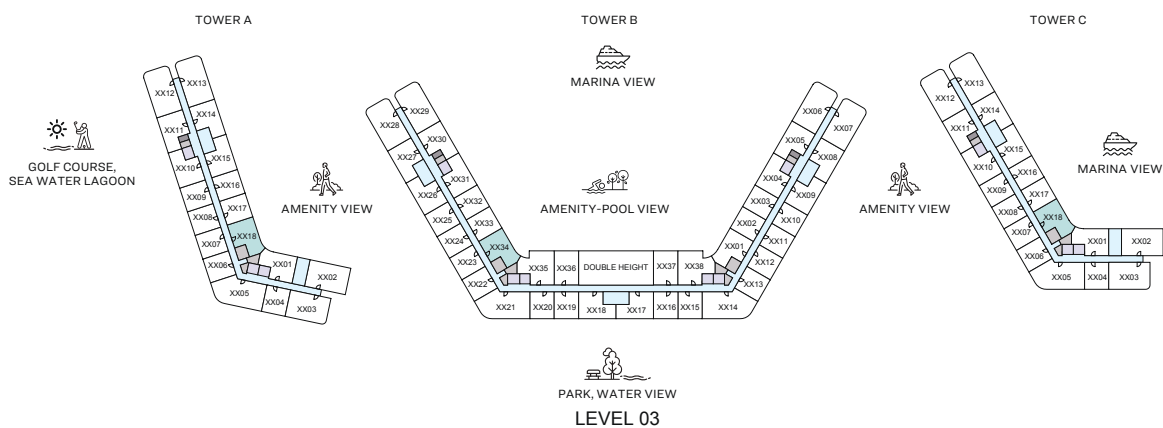 TOWER A
TOWER B
TOWER C
MARINA VIEW
GOLF COURSE,
SEA WATER LAGOON
AMENITY VIEW
AMENITY-POOL VIEW
AMENITY VIEW
MARINA VIEW
XX12
XX13
XX11
XX14
XX10
XX15
XX09
XX16
XX08
XX17
XX07
XX18
XX06
XX01
XX02
XX05
XX04
XX03
XX28
XX29
XX27
XX30
XX26
XX31
XX25
XX32
XX24
XX33
XX23
XX34
XX22
XX35
XX36
DOUBLE HEIGHT
XX37
XX38
XX21
XX20
XX19
XX18
XX17
XX16
XX15
XX14
XX06
XX07
XX05
XX08
XX04
XX09
XX03
XX10
XX02
XX11
XX01
XX12
XX13
XX12
XX13
XX11
XX14
XX10
XX15
XX09
XX16
XX08
XX17
XX07
XX18
XX06
XX01
XX02
XX05
XX04
XX03
PARK, WATER VIEW
LEVEL 03